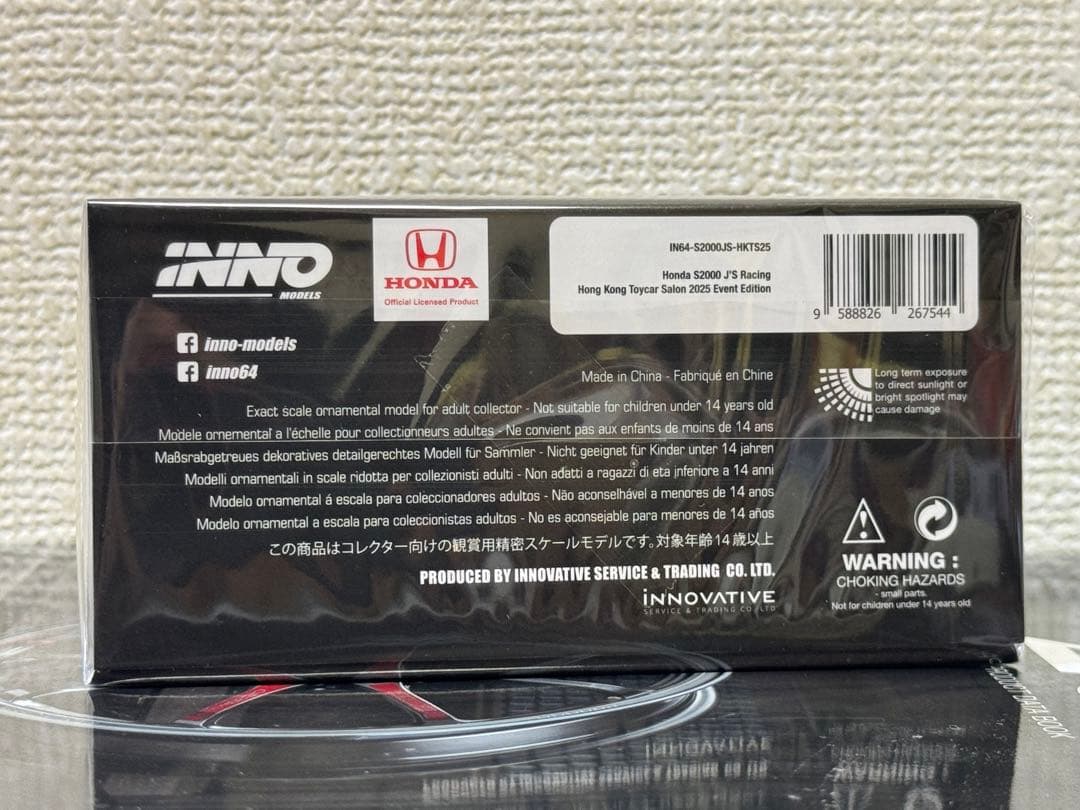 INNO
MODELS
HONDA
Official Licensed Product
IN64-S2000JS-HKTS25
Honda S2000 J'S Racing
Hong Kong Toycar Salon 2025 Event Edition
9 588826 267544
inno-models
inno64
Made in China - Fabriqué en Chine
Long term exposure
to direct sunlight or
bright spotlight may
cause damage
Exact scale ornamental model for adult collector - Not suitable for children under 14 years old
Modele ornemental a l'échelle pour collectionneurs adultes - Ne convient pas aux enfants de moins de 14 ans
Maßsrabgetreues dekoratives detailgerechtes Modell für Sammler - Nicht geeignet für Kinder unter 14 jahren
Modelli ornamentali in scale ridotta per collezionisti adulti - Non adatti a ragazzi di eta inferiore a 14 anni
Modelo ornamental á escala para coleccionadores adultos - Não aconselhável a menores de 14 anos
Modelo ornamental a escala para coleccionistas adultos - No es aconsejable para menores de 14 años
この商品はコレクター向けの観賞用精密スケールモデルです。対象年齢14歳以上
PRODUCED BY INNOVATIVE SERVICE & TRADING CO. LTD.
iNNOVATIVE
SERVICE & TRADING CO. LTD
WARNING :
CHOKING HAZARDS
- small parts.
Not for children under 14 years old
PRODUCT DATA BOOK